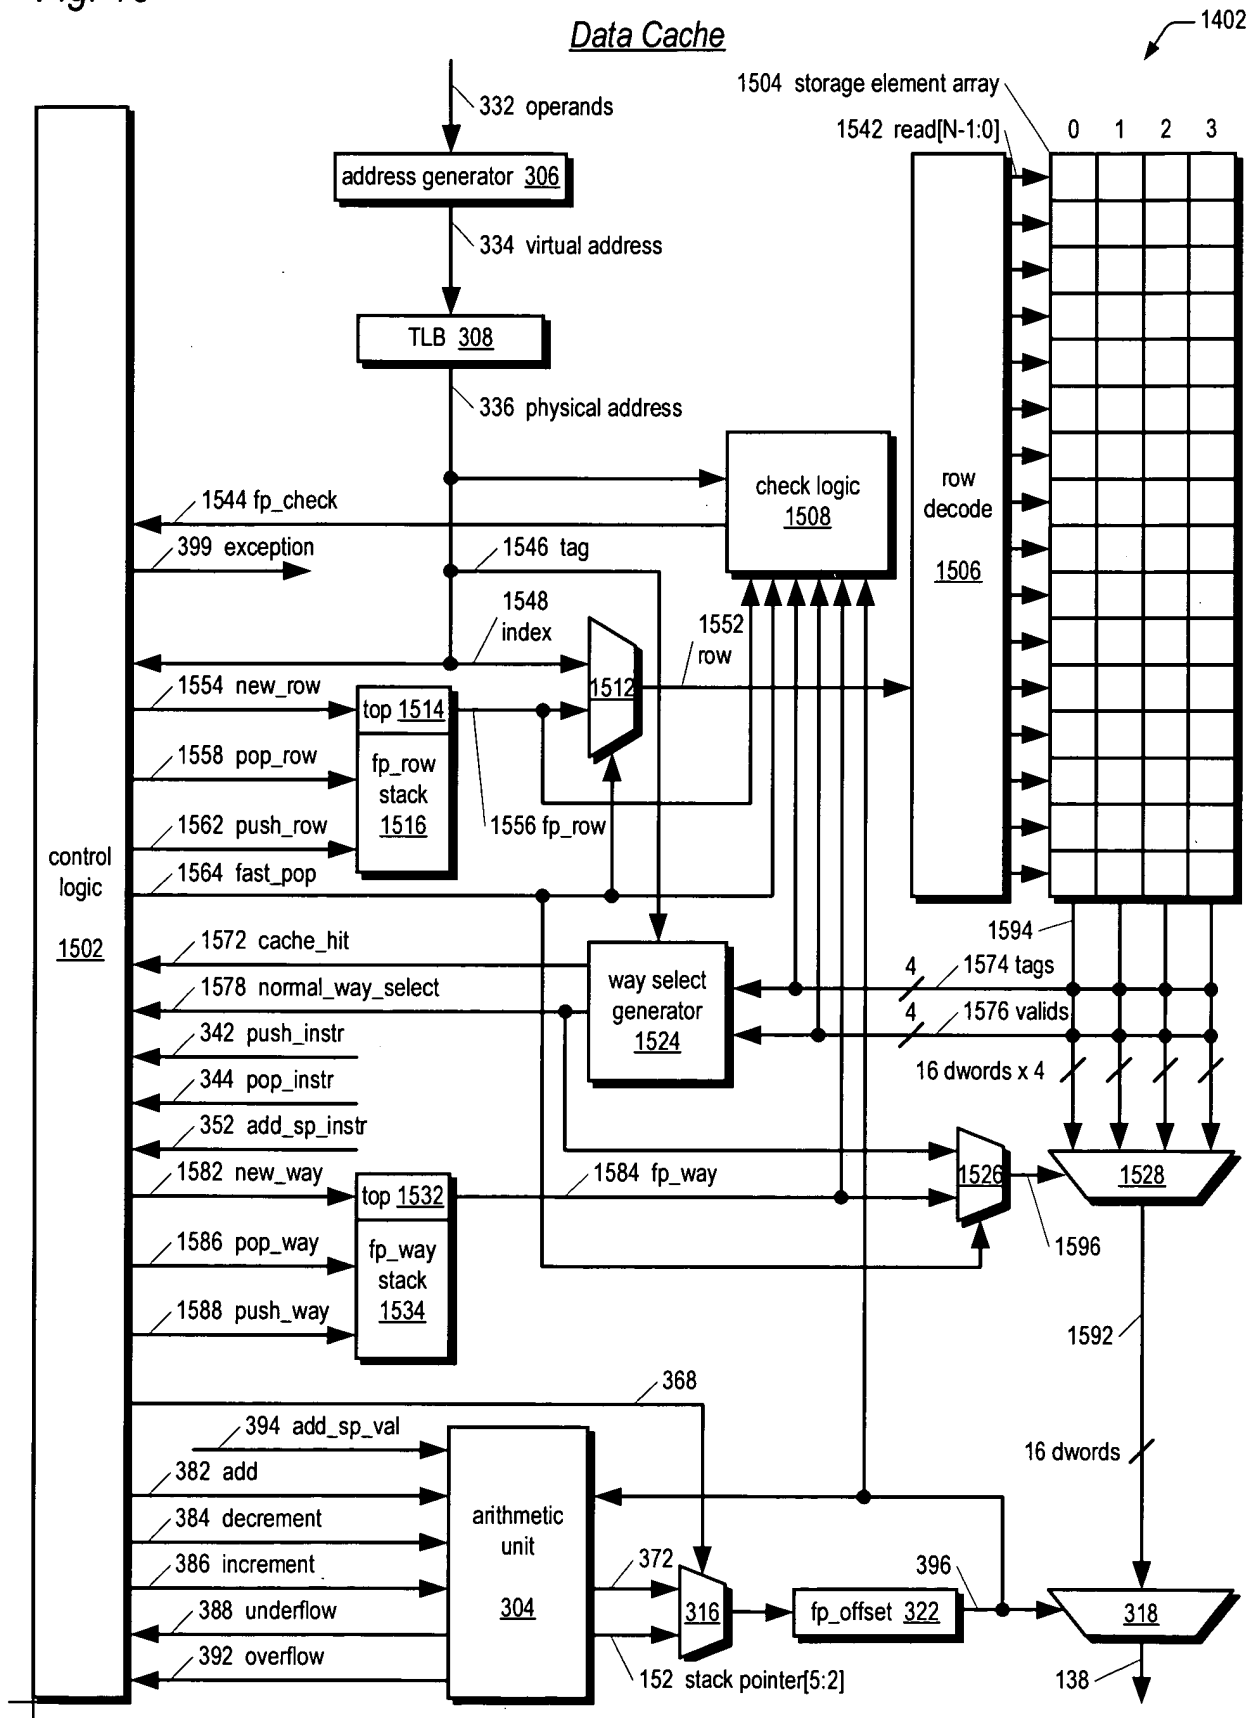 Data Cache
1402
1504 storage element array
332 operands
1542 read[N-1:0]
0 1 2 3
address generator 306
334 virtual address
TLB 308
336 physical address
check logic
1508
row
decode
1506
1544 fp_check
399 exception
1546 tag
1548
index
1512
1552
row
1554 new_row
top 1514
1558 pop_row
fp_row
stack
1516
1556 fp_row
1562 push_row
control
logic
1502
1564 fast_pop
1594
1572 cache_hit
way select
generator
1524
4
1574 tags
1578 normal_way_select
4
1576 valids
342 push_instr
344 pop_instr
16 dwords x 4
352 add_sp_instr
1582 new_way
top 1532
1584 fp_way
1526
1528
1586 pop_way
fp_way
stack
1534
1596
1588 push_way
1592
368
394 add_sp_val
16 dwords
382 add
arithmetic
unit
304
384 decrement
386 increment
372
316
fp_offset 322
396
318
388 underflow
392 overflow
152 stack pointer[5:2]
138